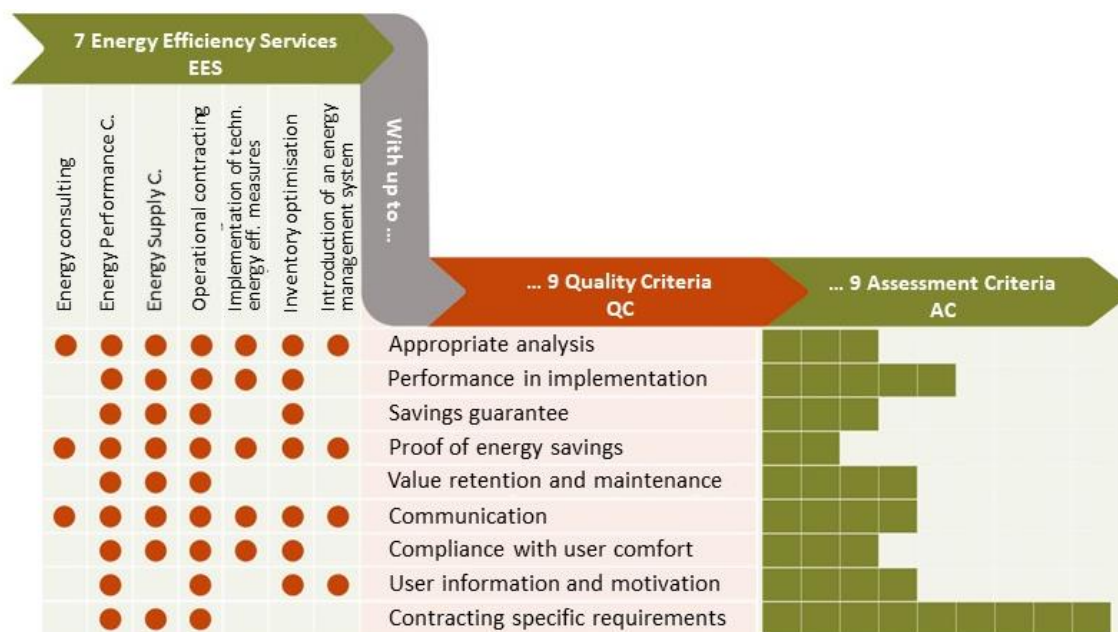 7 Energy Efficiency Services
EES
With up to ...
Energy consulting
Energy Performance C.
Energy Supply C.
Operational contracting
Implementation of techn.
energy eff. measures
Inventory optimisation
Introduction of an energy
management system
... 9 Quality Criteria
QC
... 9 Assessment Criteria
AC
Appropriate analysis
Performance in implementation
Savings guarantee
Proof of energy savings
Value retention and maintenance
Communication
Compliance with user comfort
User information and motivation
Contracting specific requirements